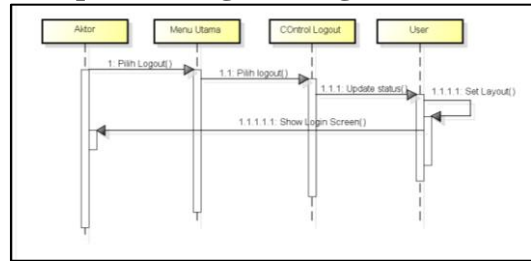 Aktor
Menu Utama
COntrol Logout
User
1: Pilih Logout()
1.1: Pilih logout()
1.1.1: Update status()
1.1.1.1: Set Layout()
1.1.1.1.1: Show Login Screen()